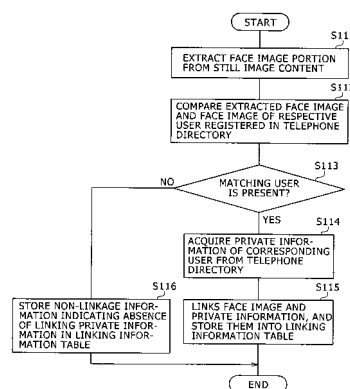 START
S11
EXTRACT FACE IMAGE PORTION
FROM STILL IMAGE CONTENT
S11
COMPARE EXTRACTED FACE IMAGE
AND FACE IMAGE OF RESPECTIVE
USER REGISTERED IN TELEPHONE
DIRECTORY
S113
NO
MATCHING USER
IS PRESENT?
YES
S114
ACQUIRE PRIVATE INFOR-
MATION OF CORRESPONDING
USER FROM TELEPHONE
DIRECTORY
S116
STORE NON-LINKAGE INFOR-
MATION INDICATING ABSENCE
OF LINKING PRIVATE INFOR-
MATION IN LINKING INFOR-
MATION TABLE
S115
LINKS FACE IMAGE AND
PRIVATE INFORMATION, AND
STORE THEM INTO LINKING
INFORMATION TABLE
END